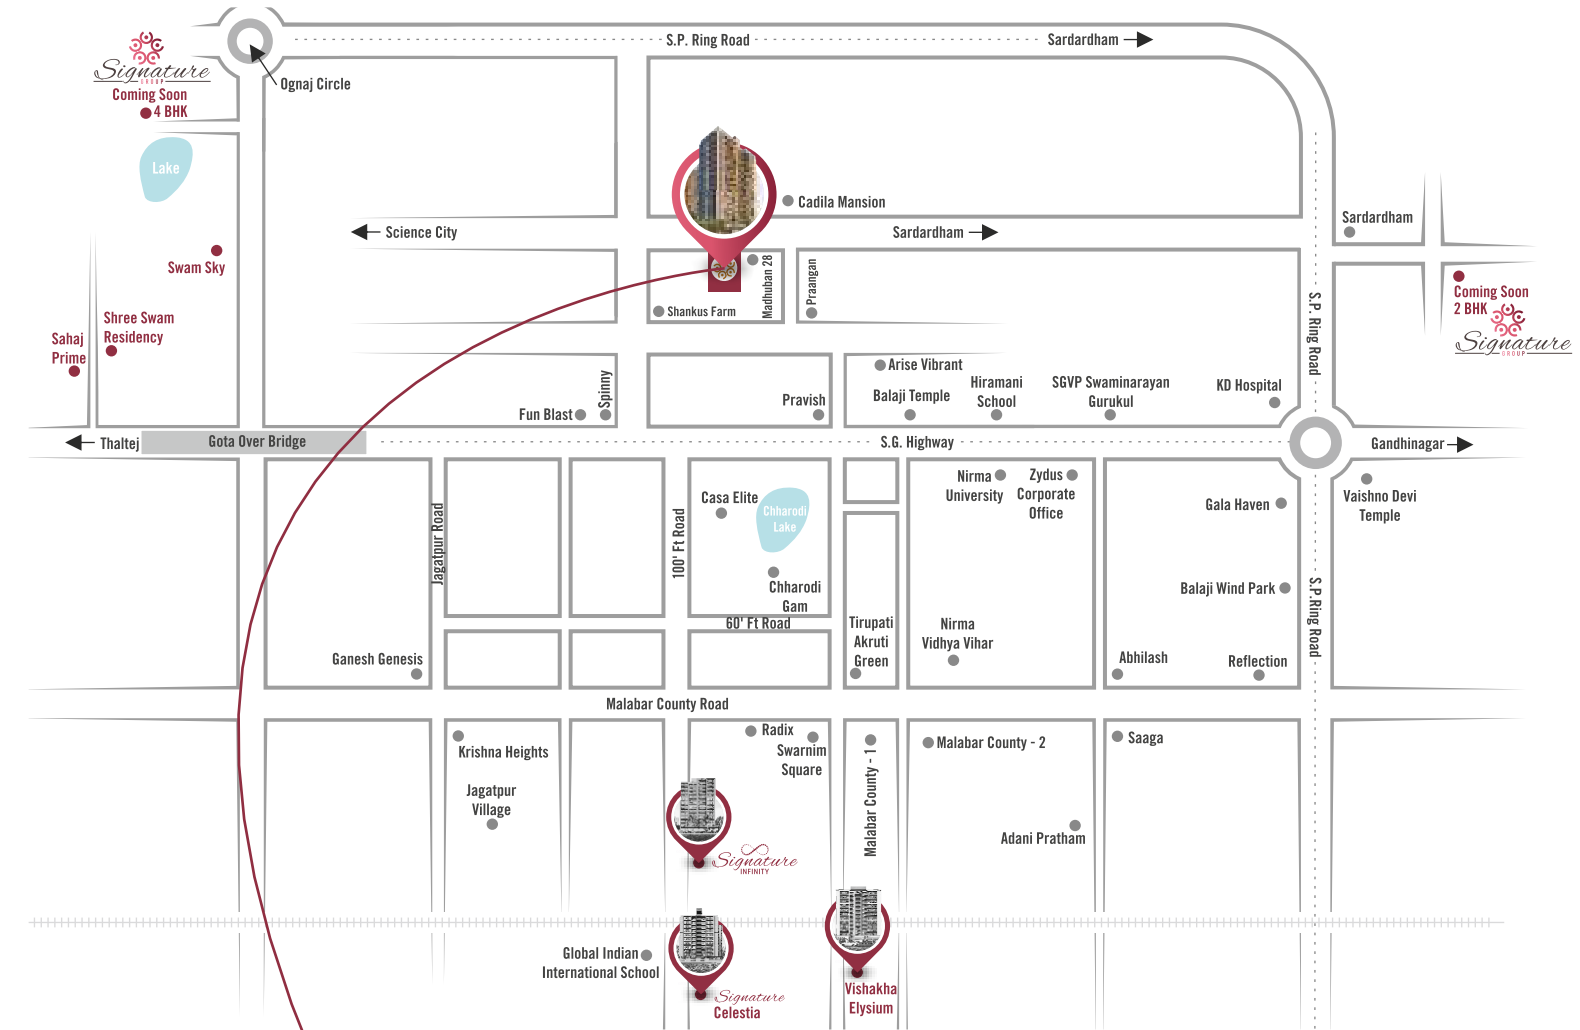 S.P. Ring Road
Sardardham
Signature
GROUP
Coming Soon
4 BHK
Ognaj Circle
Lake
Cadila Mansion
Science City
Sardardham
Sardardham
Swam Sky
Madhuban 28
Praangan
Shankus Farm
Coming Soon
2 BHK
Signature
GROUP
S.P. Ring Road
Shree Swam
Residency
Sahaj
Prime
Arise Vibrant
Spinny
Fun Blast
Pravish
Balaji Temple
Hiramani
School
SGVP Swaminarayan
Gurukul
KD Hospital
Thaltej
Gota Over Bridge
S.G. Highway
Gandhinagar
Jagatpur Road
100' Ft Road
Casa Elite
Chharodi
Lake
Chharodi
Gam
60' Ft Road
Nirma
University
Zydus
Corporate
Office
Gala Haven
Vaishno Devi
Temple
Balaji Wind Park
S.P.Ring Road
Tirupati
Akruti
Green
Nirma
Vidhya Vihar
Ganesh Genesis
Abhilash
Reflection
Malabar County Road
Krishna Heights
Radix
Swarnim
Square
Malabar County - 1
Malabar County - 2
Saaga
Jagatpur
Village
Adani Pratham
Signature
INFINITY
Global Indian
International School
Signature
Celestia
Vishakha
Elysium